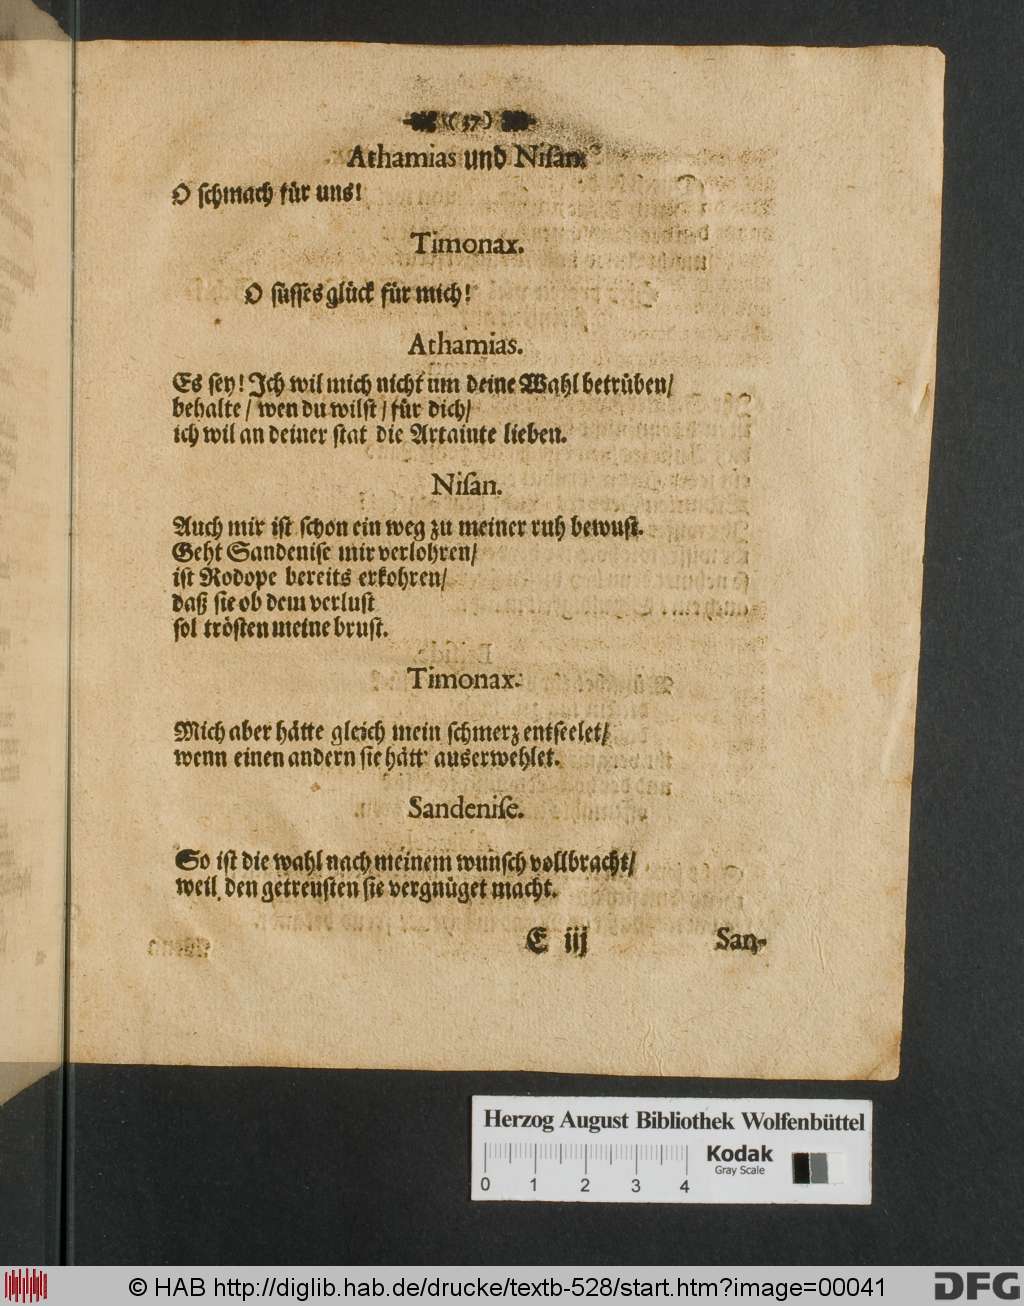 ( 37 )
Athamias und Niſan.
O ſchmach für uns!
Timonax.
O ſüſſes glück für mich!
Athamias.
Es ſey! Ich wil mich nicht um deine Wahl betrüben/
behalte / wen du wilſt / für dich/
ich wil an deiner ſtat die Artainte lieben.
Niſan.
Auch mir iſt ſchon ein weg zu meiner ruh bewuſt.
Geht Sandeniſe mir verlohren/
iſt Rodope bereits erkohren/
daß ſie ob dem verluſt
ſol tröſten meine bruſt.
Timonax.
Mich aber hätte gleich mein ſchmerz entſeelet/
wenn einen andern ſie hätt' auserwehlet.
Sandeniſe.
So iſt die wahl nach meinem wunſch vollbracht/
weil den getreuſten ſie vergnüget macht.
E iij San-
Herzog August Bibliothek Wolfenbüttel
Kodak
Gray Scale
0 1 2 3 4
© HAB http://diglib.hab.de/drucke/textb-528/start.htm?image=00041
DFG